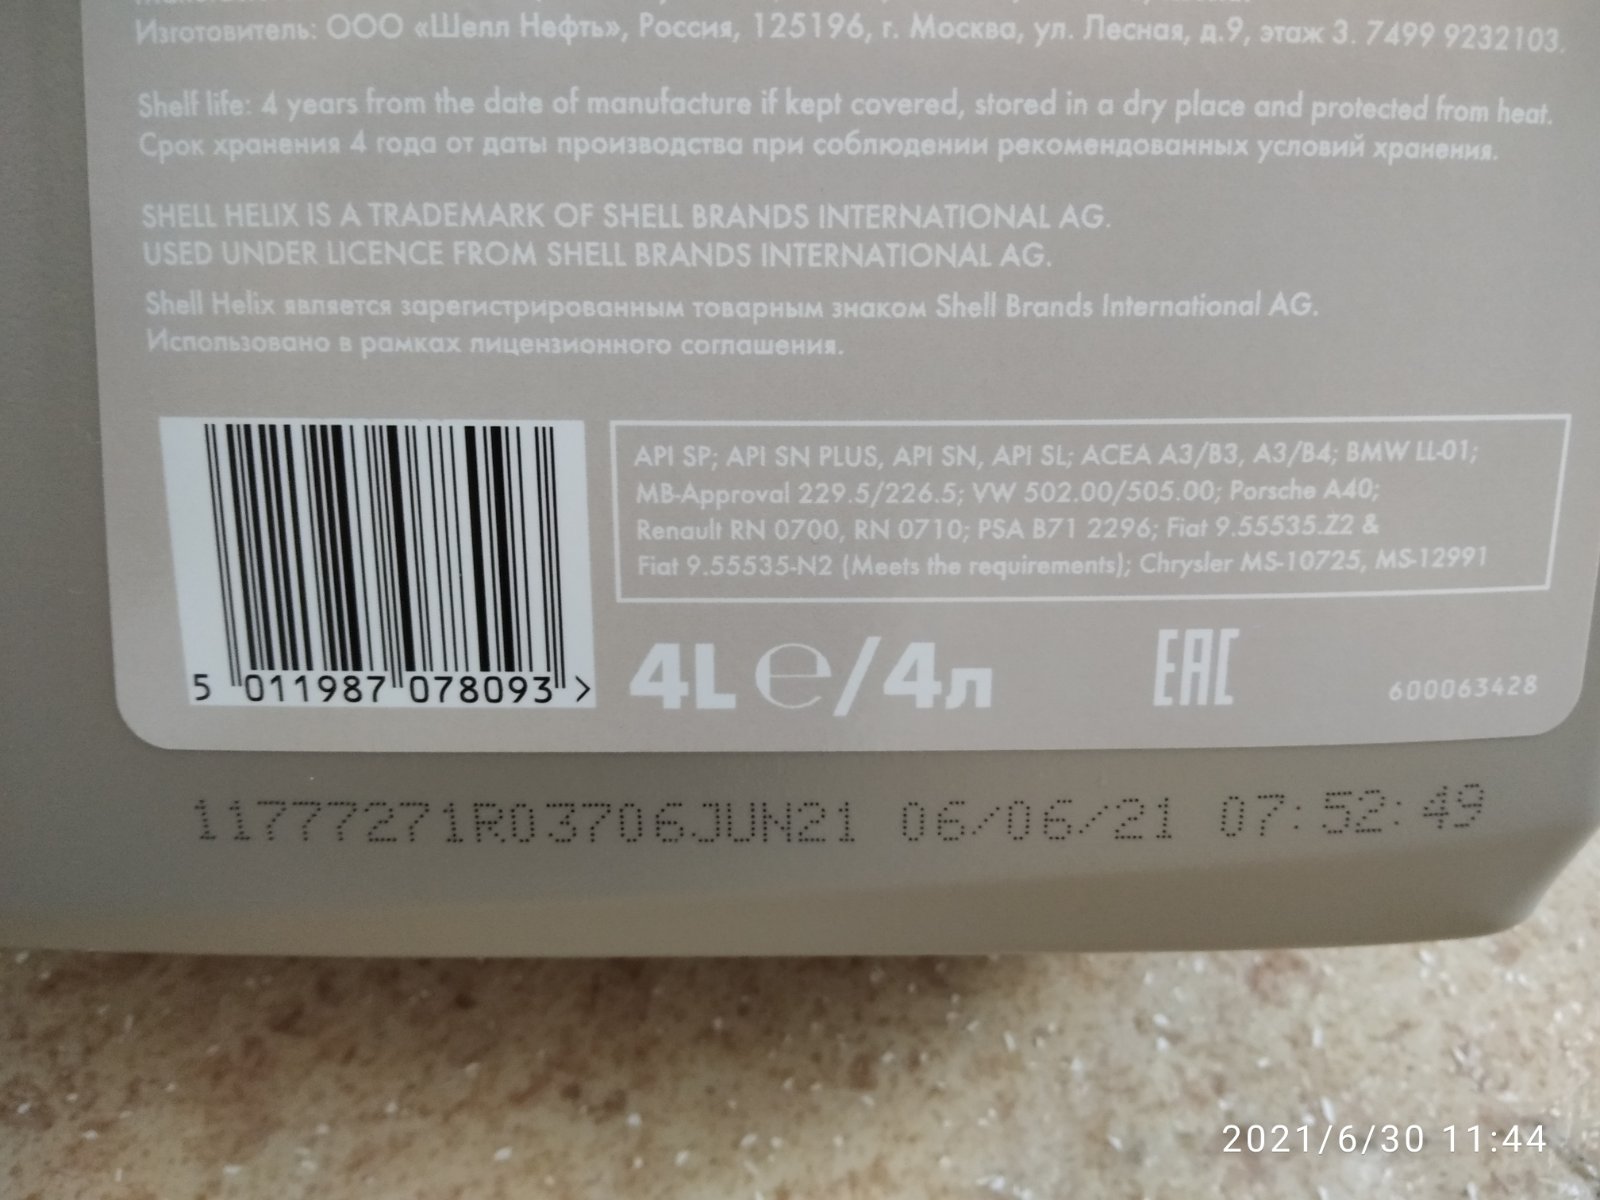 Изготовитель: ООО «Шелл Нефть», Россия, 125196, г. Москва, ул. Лесная, д.9, этаж 3. 7499 9232103.
Shelf life: 4 years from the date of manufacture if kept covered, stored in a dry place and protected from heat.
Срок хранения 4 года от даты производства при соблюдении рекомендованных условий хранения.
SHELL HELIX IS A TRADEMARK OF SHELL BRANDS INTERNATIONAL AG.
USED UNDER LICENCE FROM SHELL BRANDS INTERNATIONAL AG.
Shell Helix является зарегистрированным товарным знаком Shell Brands International AG.
Использовано в рамках лицензионного соглашения.
API SP; API SN PLUS, API SN, API SL; ACEA A3/B3, A3/B4; BMW LL-01;
MB-Approval 229.5/226.5; VW 502.00/505.00; Porsche A40;
Renault RN 0700, RN 0710; PSA B71 2296; Fiat 9.55535.Z2 &
Fiat 9.55535-N2 (Meets the requirements); Chrysler MS-10725, MS-12991
5 011987 078093 >
4L e/4л
EAC
600063428
11777271R03706JUN21 06/06/21 07:52:49
2021/6/30 11:44